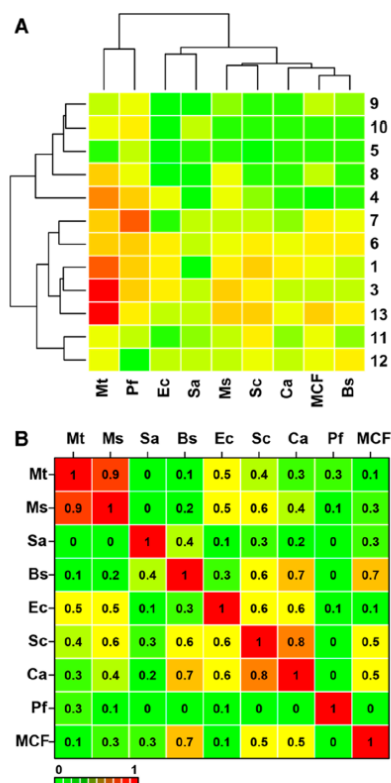 A
9
10
5
8
4
7
6
1
3
13
11
12
Mt Pf Ec Sa Ms Sc Ca MCF Bs
B
Mt Ms Sa Bs Ec Sc Ca Pf MCF
Mt 1 0.9 0 0.1 0.5 0.4 0.3 0.3 0.1
Ms 0.9 1 0 0.2 0.5 0.6 0.4 0.1 0.3
Sa 0 0 1 0.4 0.1 0.3 0.2 0 0.3
Bs 0.1 0.2 0.4 1 0.3 0.6 0.7 0 0.7
Ec 0.5 0.5 0.1 0.3 1 0.6 0.6 0.1 0.1
Sc 0.4 0.6 0.3 0.6 0.6 1 0.8 0 0.5
Ca 0.3 0.4 0.2 0.7 0.6 0.8 1 0 0.5
Pf 0.3 0.1 0 0 0.1 0 0 1 0
MCF 0.1 0.3 0.3 0.7 0.1 0.5 0.5 0 1
0 1